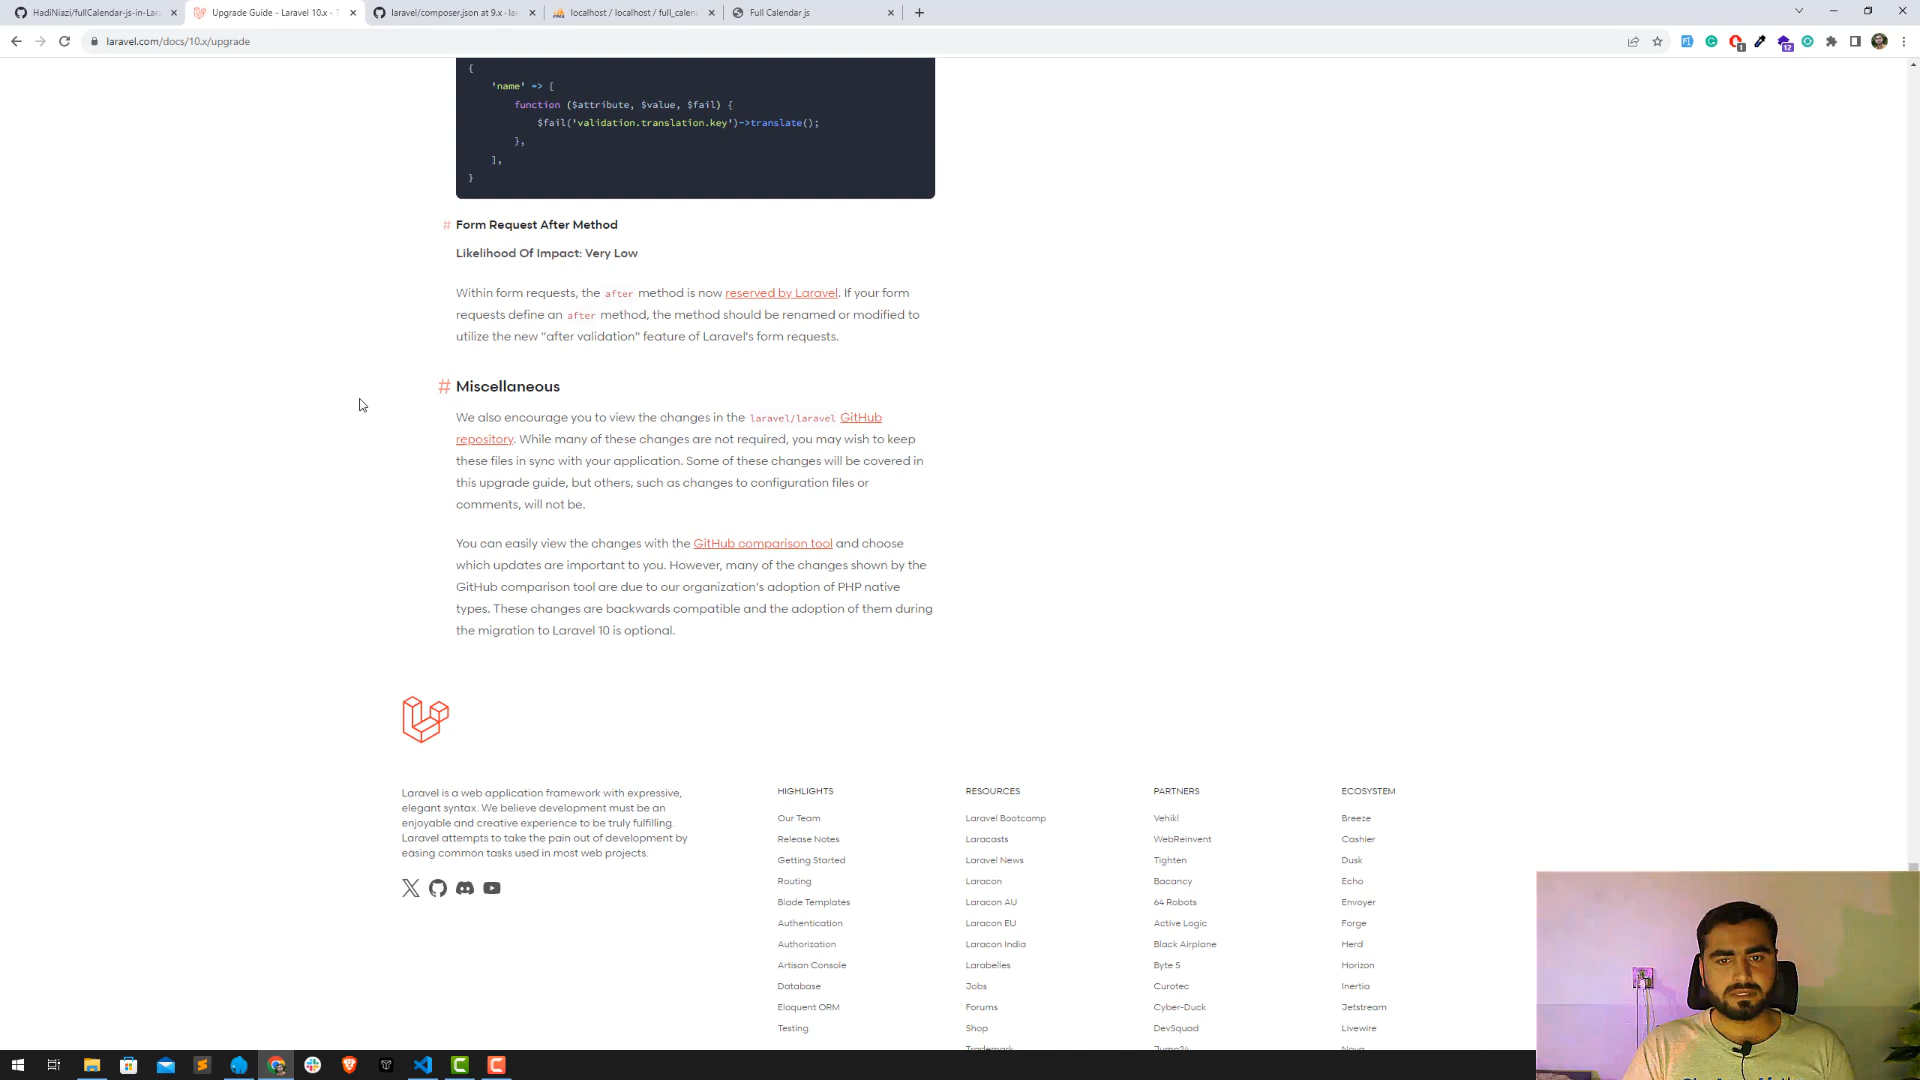 HadiNiazi/fullCalendar-js-in-Lar
Upgrade Guide - Laravel 10.x - T
laravel/composer.json at 9.x · la
localhost / localhost / full_calen
Full Calendar js
laravel.com/docs/10.x/upgrade
1
12
{
'name' => [
function ($attribute, $value, $fail) {
$fail('validation.translation.key')->translate();
},
],
}
# Form Request After Method
Likelihood Of Impact: Very Low
Within form requests, the after method is now reserved by Laravel. If your form
requests define an after method, the method should be renamed or modified to
utilize the new "after validation" feature of Laravel's form requests.
# Miscellaneous
We also encourage you to view the changes in the laravel/laravel GitHub
repository. While many of these changes are not required, you may wish to keep
these files in sync with your application. Some of these changes will be covered in
this upgrade guide, but others, such as changes to configuration files or
comments, will not be.
You can easily view the changes with the GitHub comparison tool and choose
which updates are important to you. However, many of the changes shown by the
GitHub comparison tool are due to our organization's adoption of PHP native
types. These changes are backwards compatible and the adoption of them during
the migration to Laravel 10 is optional.
Laravel is a web application framework with expressive,
elegant syntax. We believe development must be an
enjoyable and creative experience to be truly fulfilling.
Laravel attempts to take the pain out of development by
easing common tasks used in most web projects.
HIGHLIGHTS
Our Team
Release Notes
Getting Started
Routing
Blade Templates
Authentication
Authorization
Artisan Console
Database
Eloquent ORM
Testing
RESOURCES
Laravel Bootcamp
Laracasts
Laravel News
Laracon
Laracon AU
Laracon EU
Laracon India
Larabelles
Jobs
Forums
Shop
Trademark
PARTNERS
Vehikl
WebReinvent
Tighten
Bacancy
64 Robots
Active Logic
Black Airplane
Byte 5
Curotec
Cyber-Duck
DevSquad
Jump24
ECOSYSTEM
Breeze
Cashier
Dusk
Echo
Envoyer
Forge
Herd
Horizon
Inertia
Jetstream
Livewire
Nova